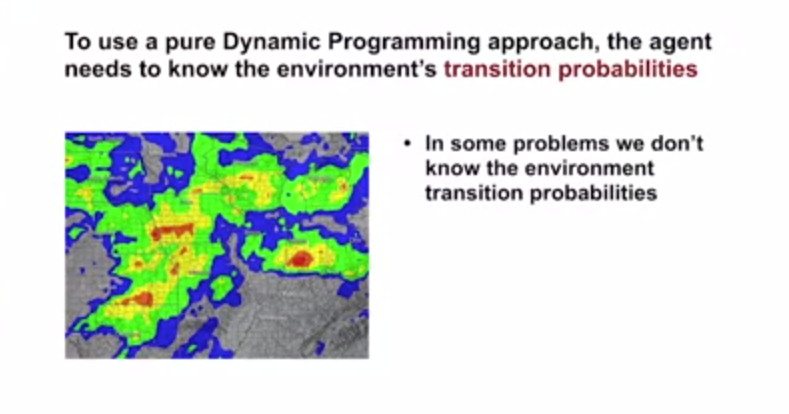 To use a pure Dynamic Programming approach, the agent
needs to know the environment's transition probabilities
• In some problems we don't
know the environment
transition probabilities